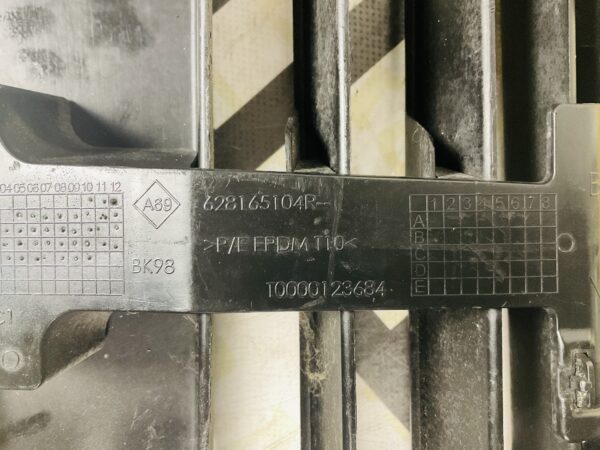 04 05 06 07 08 09 10 11 12
A89
BK98
628165104R--
>P/E EPDM T10<
T0000123684
1 2 3 4 5 6 7 8
A
B
C
D
E